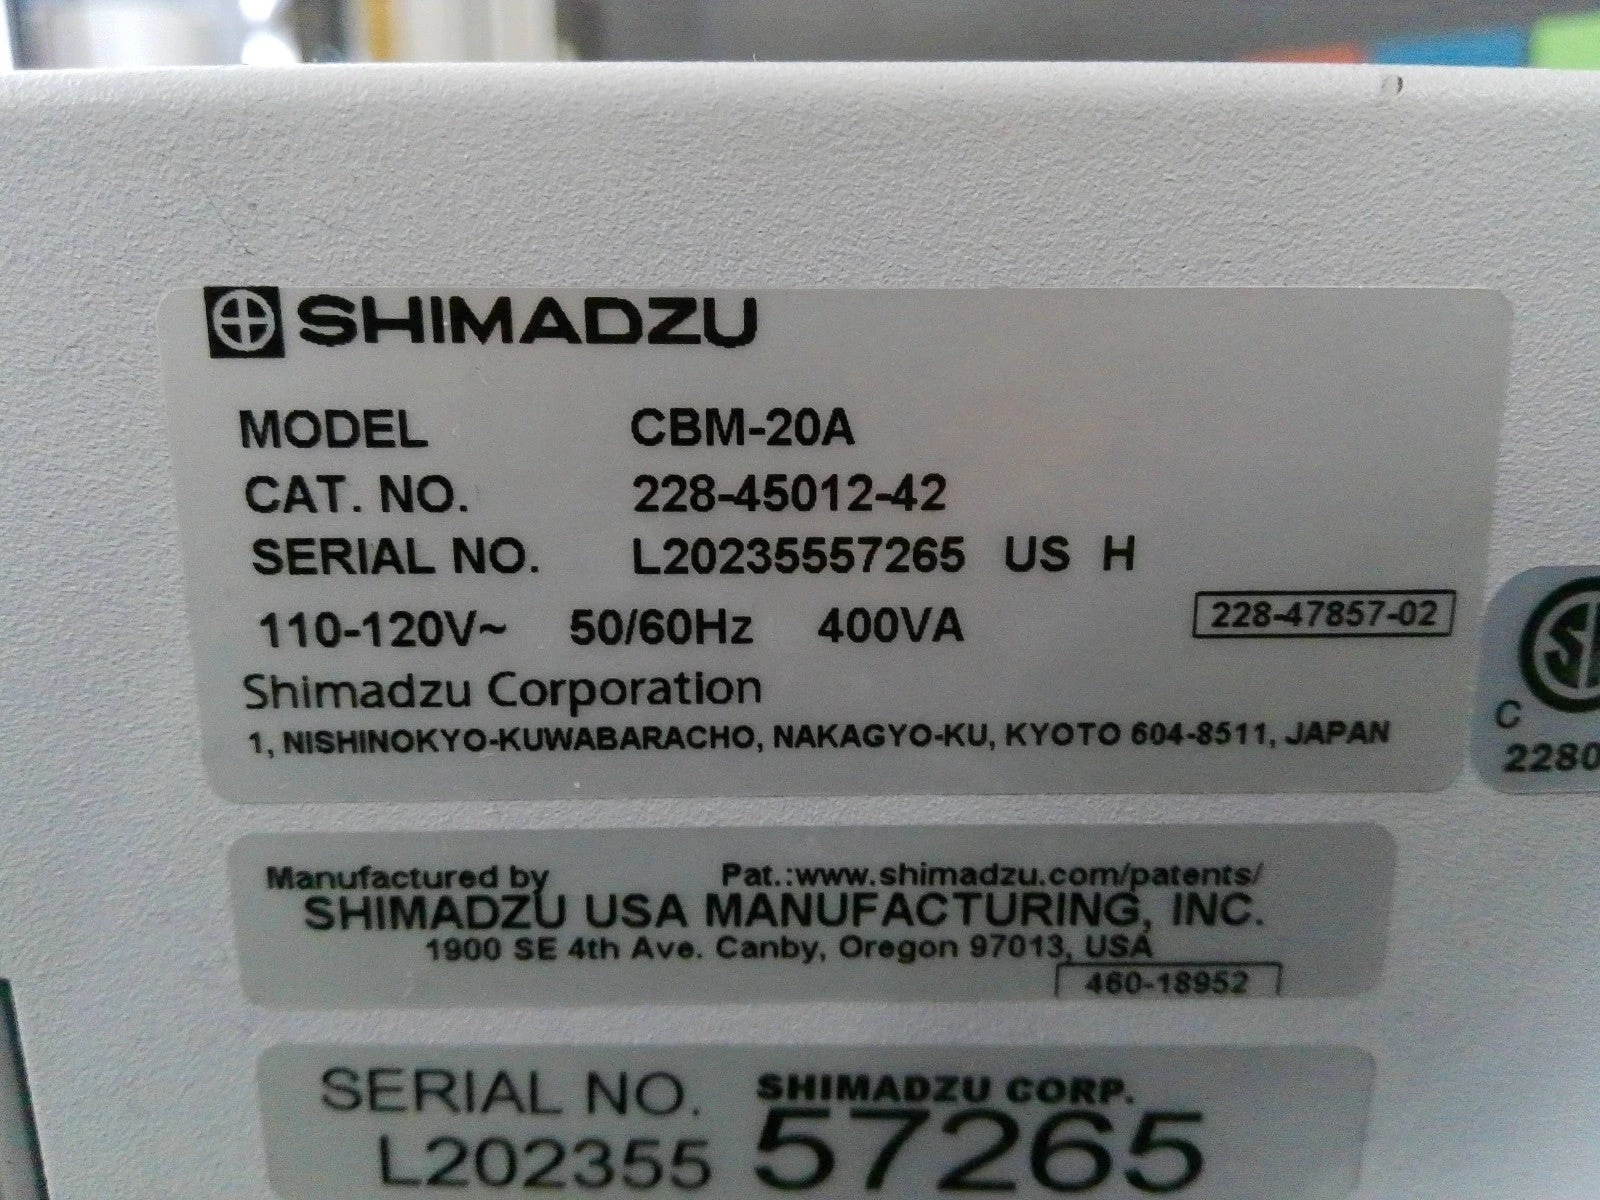 SHIMADZU
MODEL CBM-20A
CAT. NO. 228-45012-42
SERIAL NO. L20235557265 US H
110-120V~ 50/60Hz 400VA 228-47857-02
Shimadzu Corporation
1, NISHINOKYO-KUWABARACHO, NAKAGYO-KU, KYOTO 604-8511, JAPAN
C
2280
Manufactured by Pat.:www.shimadzu.com/patents/
SHIMADZU USA MANUFACTURING, INC.
1900 SE 4th Ave. Canby, Oregon 97013, USA
460-18952
SERIAL NO. SHIMADZU CORP.
L202355 57265